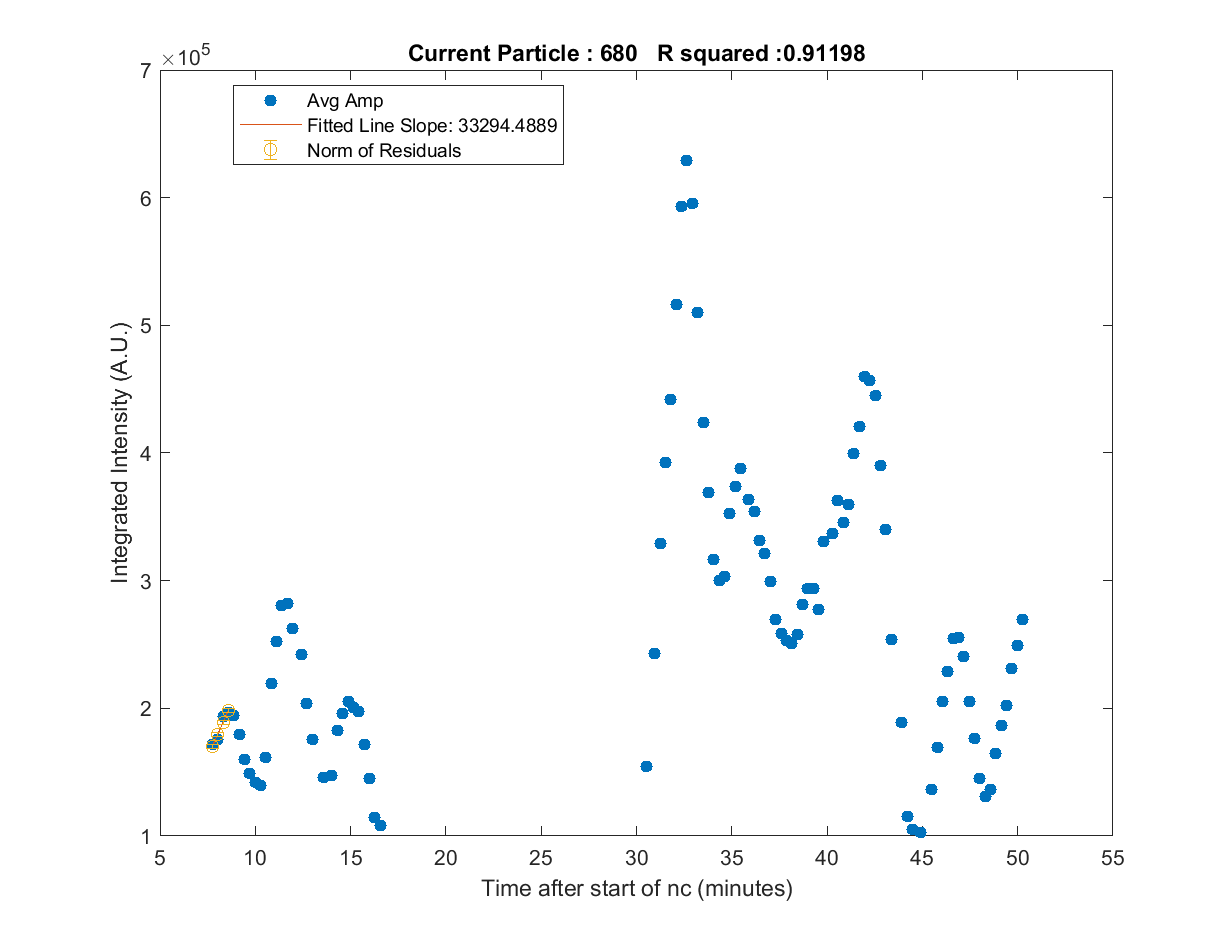 Current Particle : 680   R squared :0.91198
×10⁵
7
6
5
4
3
2
1
Integrated Intensity (A.U.)
Avg Amp
Fitted Line Slope: 33294.4889
Norm of Residuals
5 10 15 20 25 30 35 40 45 50 55
Time after start of nc (minutes)